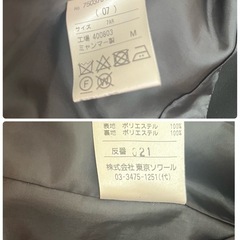 (07)
サイズ 7M
工場 400803
ミャンマー製 M
表地 ポリエステル 100%
裏地 ポリエステル 100%
反番 021
株式会社 東京ソワール
03-3475-1251(代)